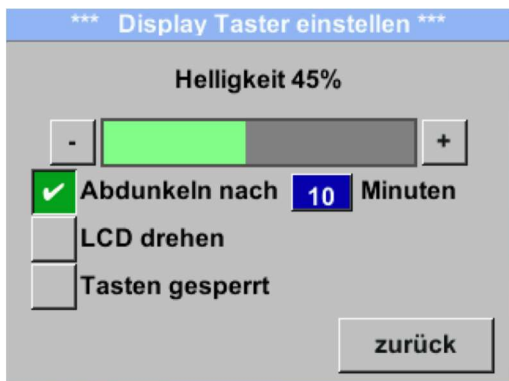 *** Display Taster einstellen ***
Helligkeit 45%
- +
Abdunkeln nach 10 Minuten
LCD drehen
Tasten gesperrt
zurück